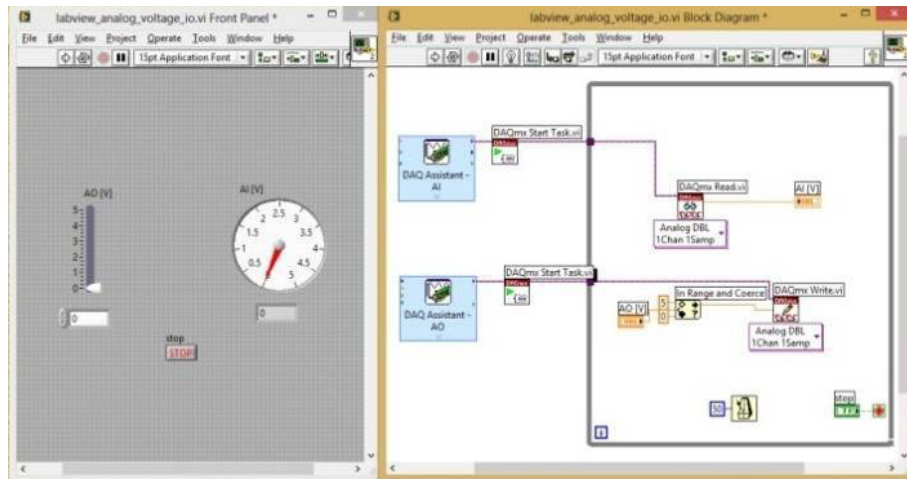 labview_analog_voltage_io.vi Front Panel *
File Edit View Project Operate Tools Window Help
15pt Application Font
AO [V]
5
4
3
2
1
0
0
AI [V]
0.5
1
1.5
2
2.5
3
3.5
4
4.5
5
0
stop
STOP
labview_analog_voltage_io.vi Block Diagram *
File Edit View Project Operate Tools Window Help
15pt Application Font
DAQ Assistant -
AI
DAQmx Start Task.vi
DAQmx Read.vi
Analog DBL
1Chan 1Samp
AI [V]
DBL
DAQ Assistant -
AO
DAQmx Start Task.vi
AO [V]
5
0
In Range and Coerce
DAQmx Write.vi
Analog DBL
1Chan 1Samp
50
stop
TF
i